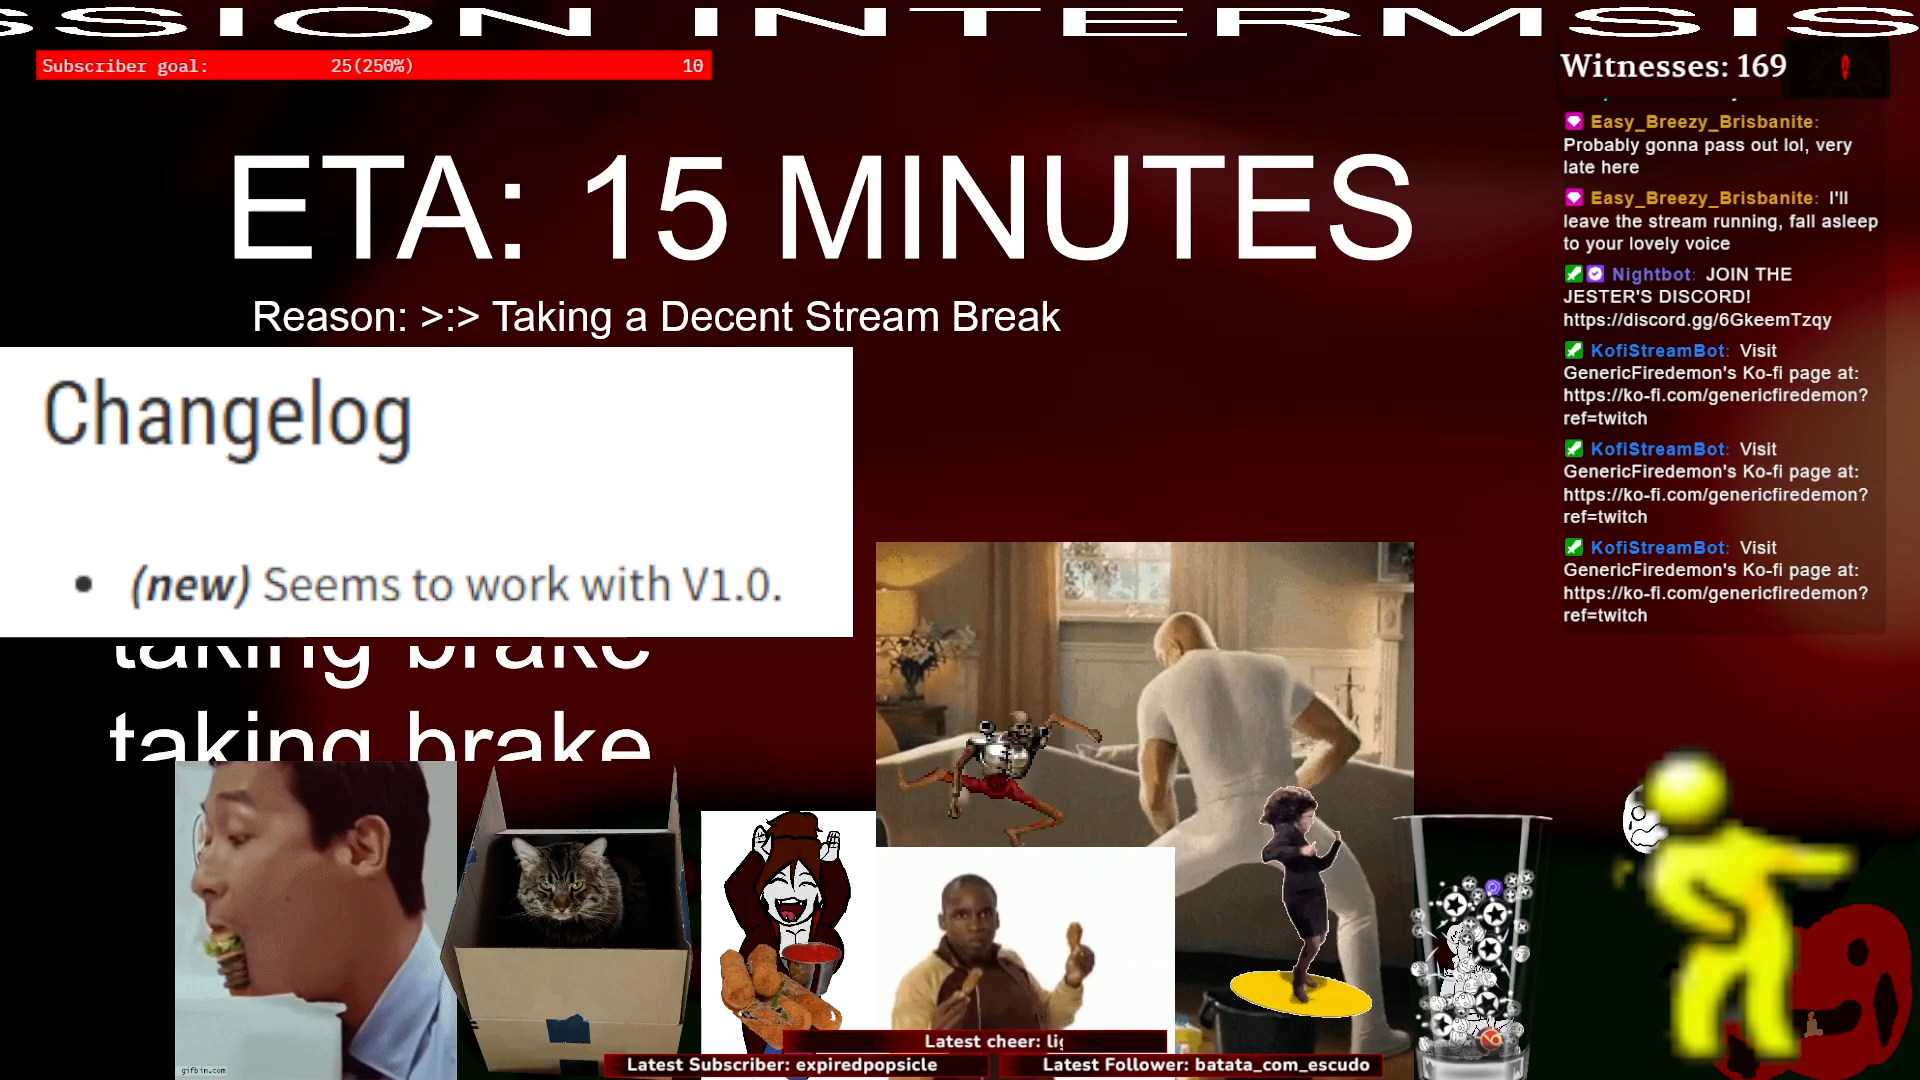 SSION INTERMSIS
Subscriber goal: 25(250%) 10
Witnesses: 169
ETA: 15 MINUTES
Reason: >:> Taking a Decent Stream Break
Easy_Breezy_Brisbanite:
Probably gonna pass out lol, very
late here
Easy_Breezy_Brisbanite: I'll
leave the stream running, fall asleep
to your lovely voice
Nightbot: JOIN THE
JESTER'S DISCORD!
https://discord.gg/6GkeemTzqy
KofiStreamBot: Visit
GenericFiredemon's Ko-fi page at:
https://ko-fi.com/genericfiredemon?
ref=twitch
KofiStreamBot: Visit
GenericFiredemon's Ko-fi page at:
https://ko-fi.com/genericfiredemon?
ref=twitch
KofiStreamBot: Visit
GenericFiredemon's Ko-fi page at:
https://ko-fi.com/genericfiredemon?
ref=twitch
Changelog
• (new) Seems to work with V1.0.
taking brake
taking brake
gifbin.com
Latest cheer: li
Latest Subscriber: expiredpopsicle
Latest Follower: batata_com_escudo